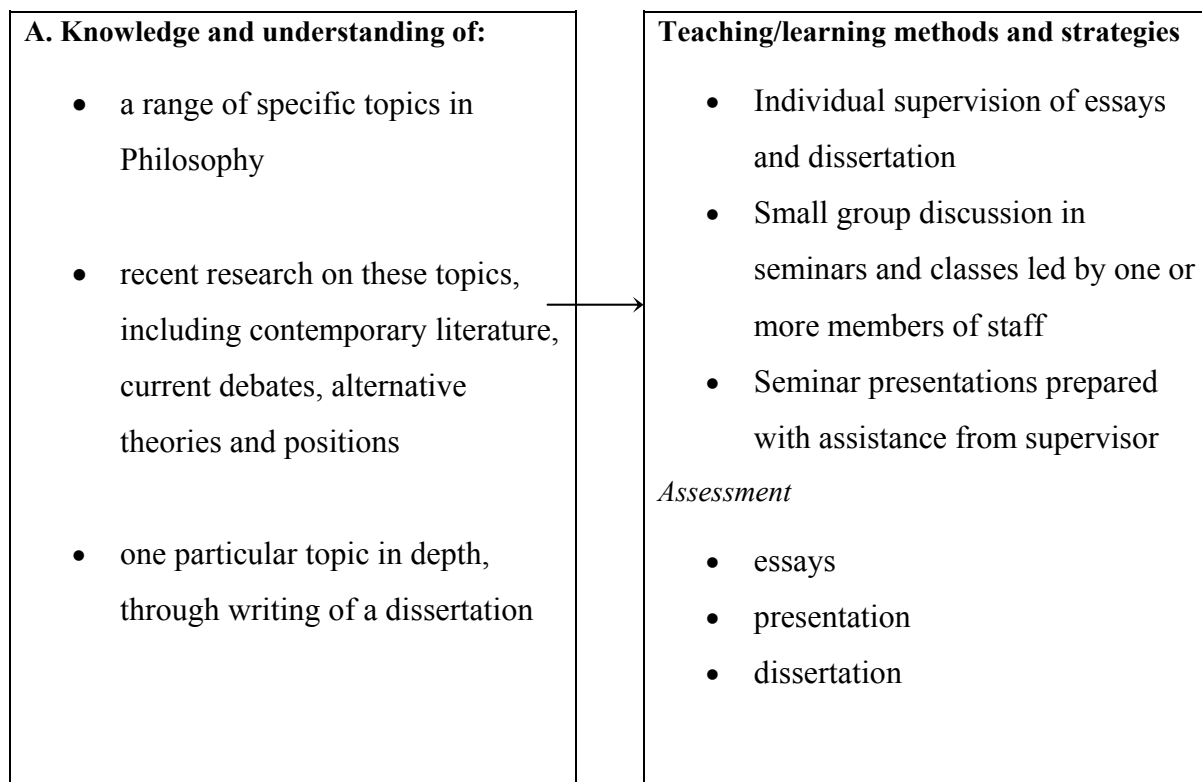 A. Knowledge and understanding of:
• a range of specific topics in
Philosophy
• recent research on these topics,
including contemporary literature,
current debates, alternative
theories and positions
• one particular topic in depth,
through writing of a dissertation
Teaching/learning methods and strategies
• Individual supervision of essays
and dissertation
• Small group discussion in
seminars and classes led by one or
more members of staff
• Seminar presentations prepared
with assistance from supervisor
Assessment
• essays
• presentation
• dissertation